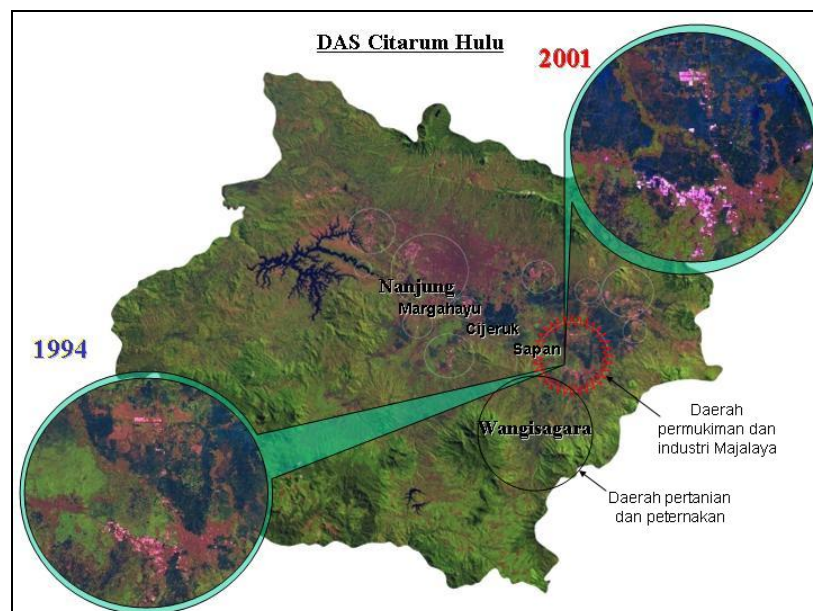 DAS Citarum Hulu
2001
Nanjung
Margahayu
Cijeruk
1994
Sapan
Wangisagara
Daerah
permukiman dan
industri Majalaya
Daerah pertanian
dan peternakan